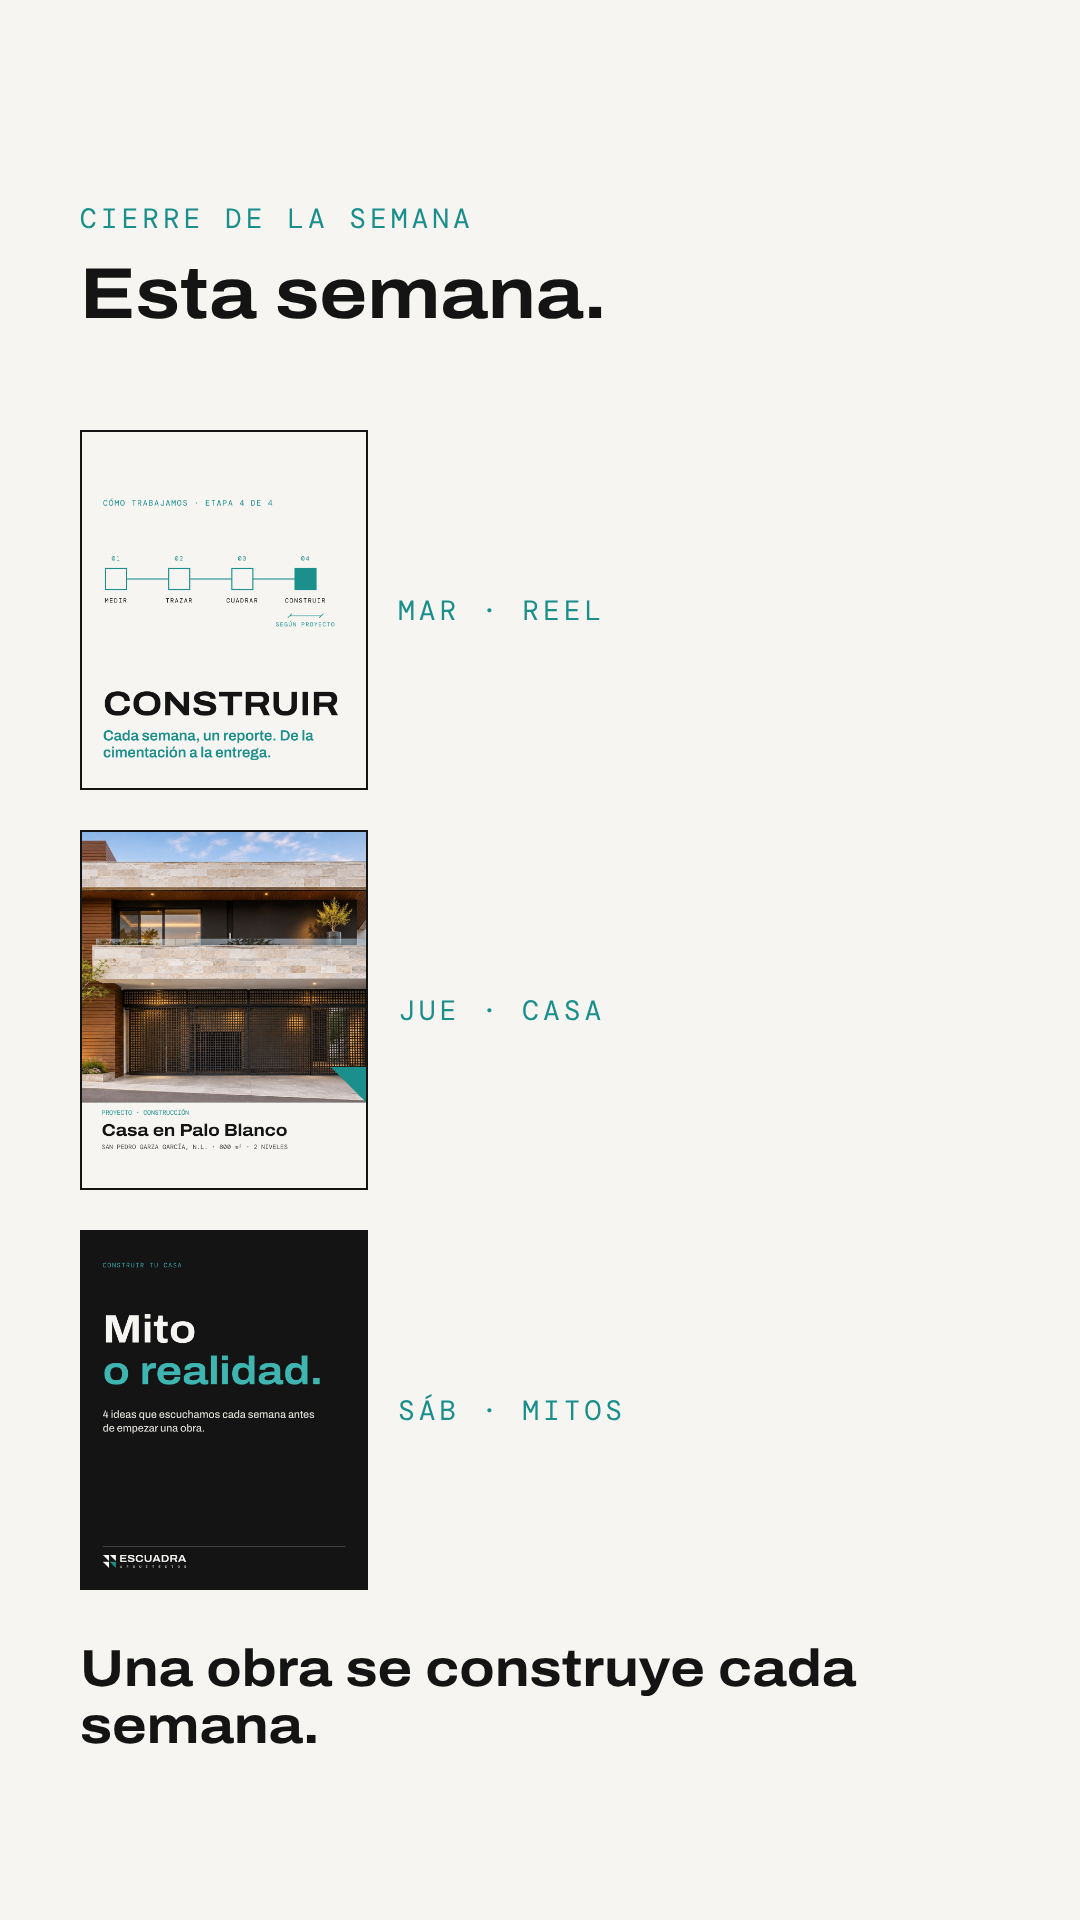 CIERRE DE LA SEMANA
Esta semana.
CÓMO TRABAJAMOS · ETAPA 4 DE 4
01 02 03 04
MEDIR TRAZAR CUADRAR CONSTRUIR
SEGÚN PROYECTO
CONSTRUIR
Cada semana, un reporte. De la
cimentación a la entrega.
MAR · REEL
PROYECTO · CONSTRUCCIÓN
Casa en Palo Blanco
SAN PEDRO GARZA GARCÍA, N.L. · 800 m² · 2 NIVELES
JUE · CASA
CONSTRUIR TU CASA
Mito
o realidad.
4 ideas que escuchamos cada semana antes
de empezar una obra.
ESCUADRA
ARQUITECTOS
SÁB · MITOS
Una obra se construye cada
semana.